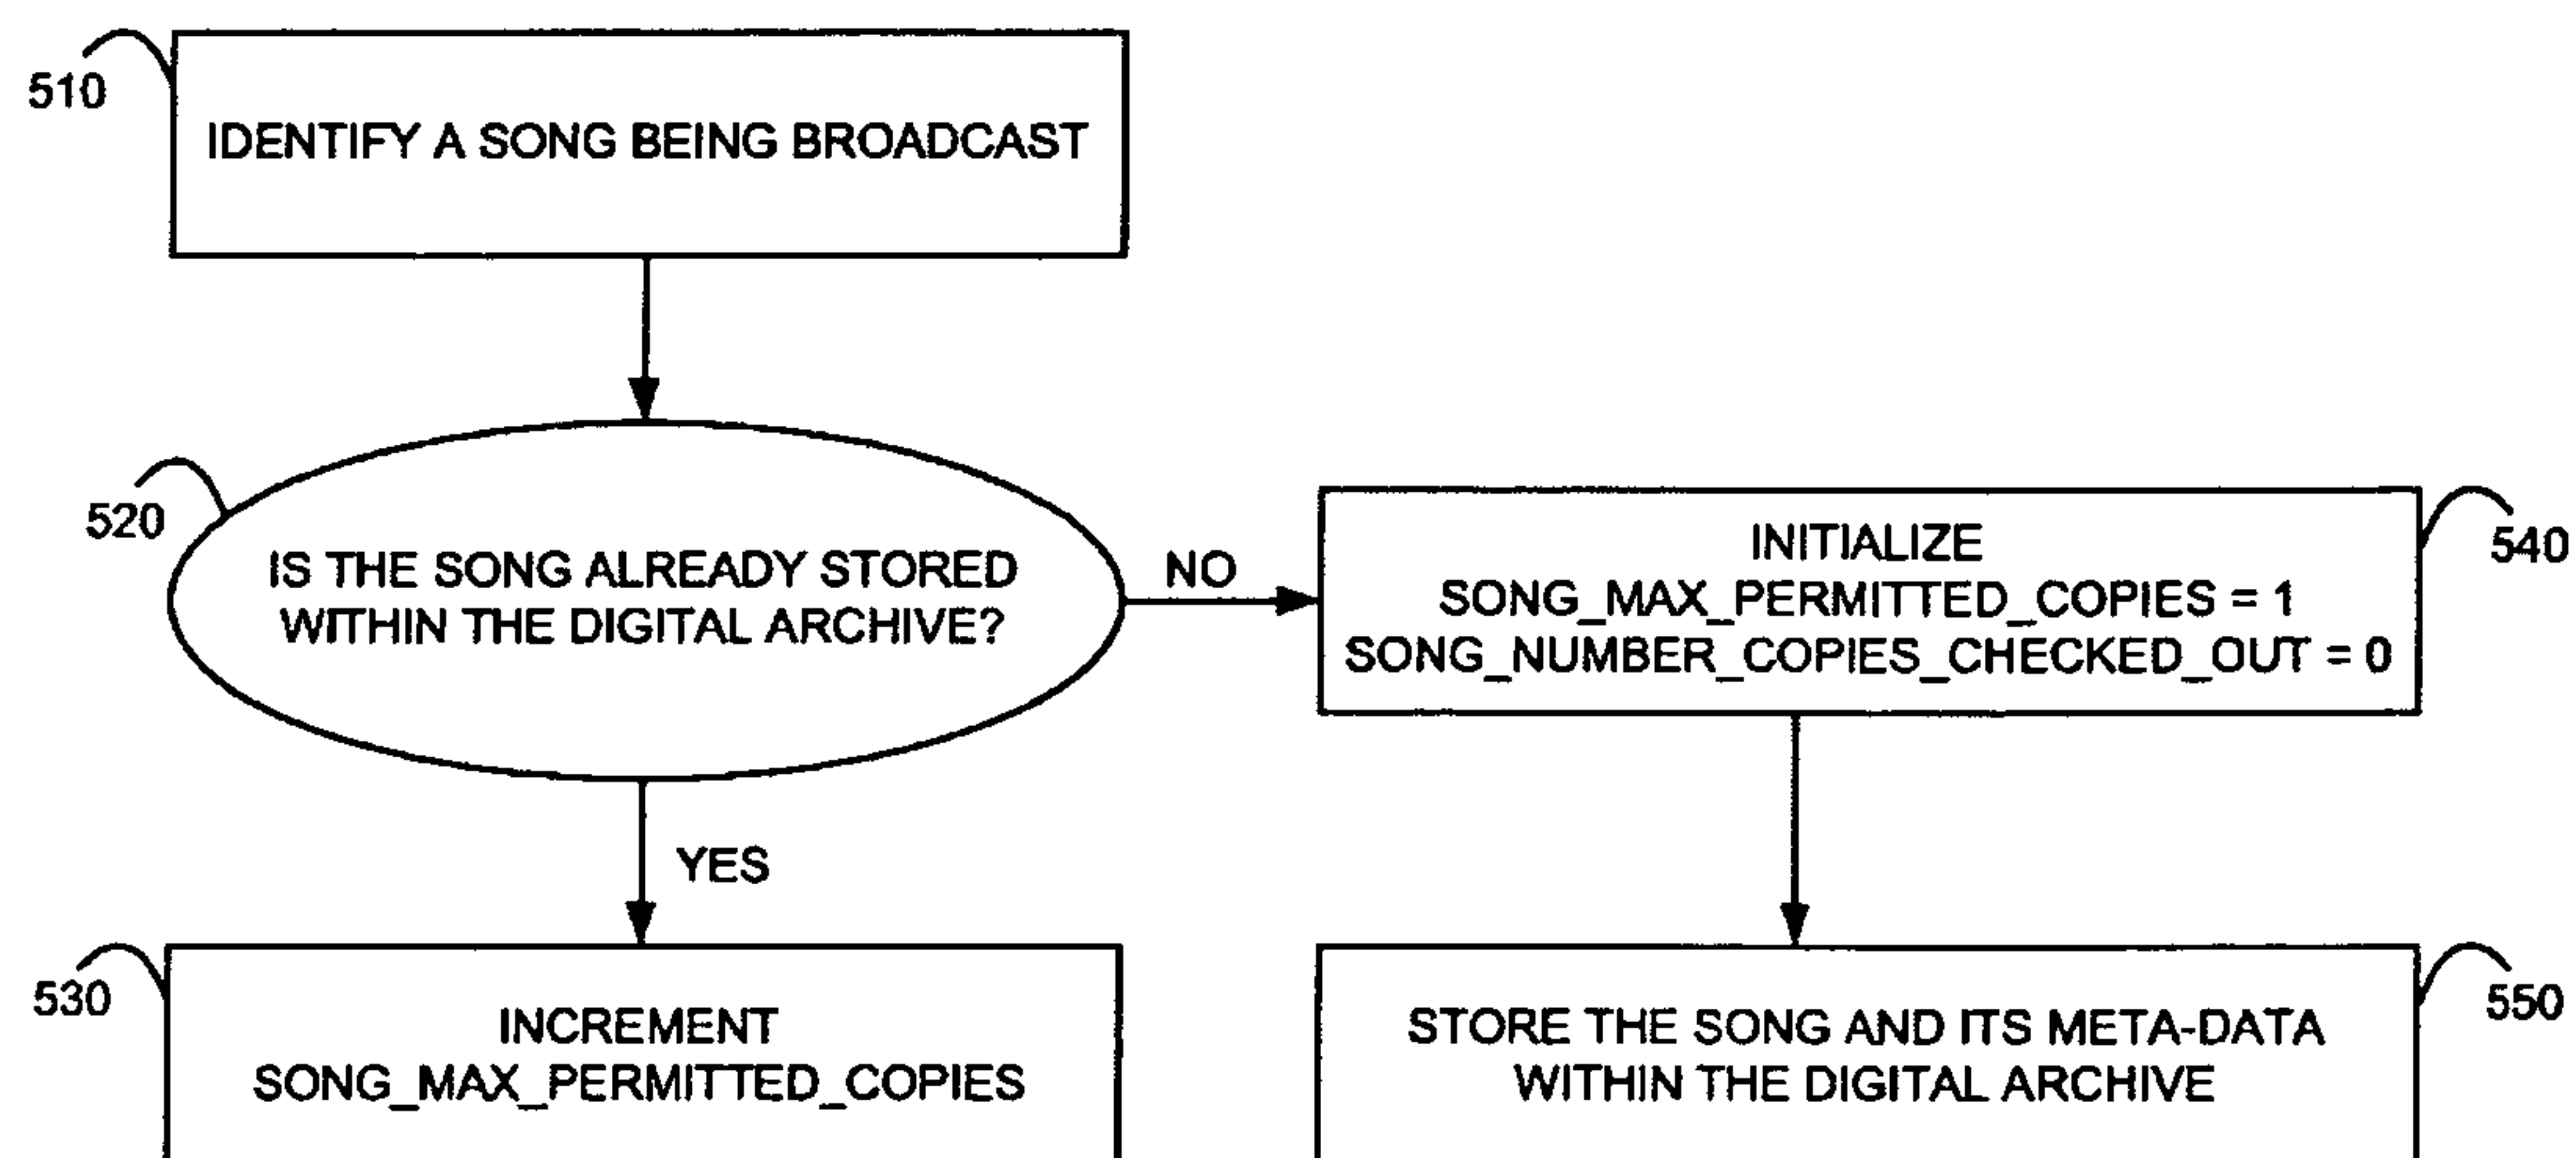 510
IDENTIFY A SONG BEING BROADCAST
520
IS THE SONG ALREADY STORED
WITHIN THE DIGITAL ARCHIVE?
NO
INITIALIZE
SONG_MAX_PERMITTED_COPIES = 1
SONG_NUMBER_COPIES_CHECKED_OUT = 0
540
YES
530
INCREMENT
SONG_MAX_PERMITTED_COPIES
STORE THE SONG AND ITS META-DATA
WITHIN THE DIGITAL ARCHIVE
550